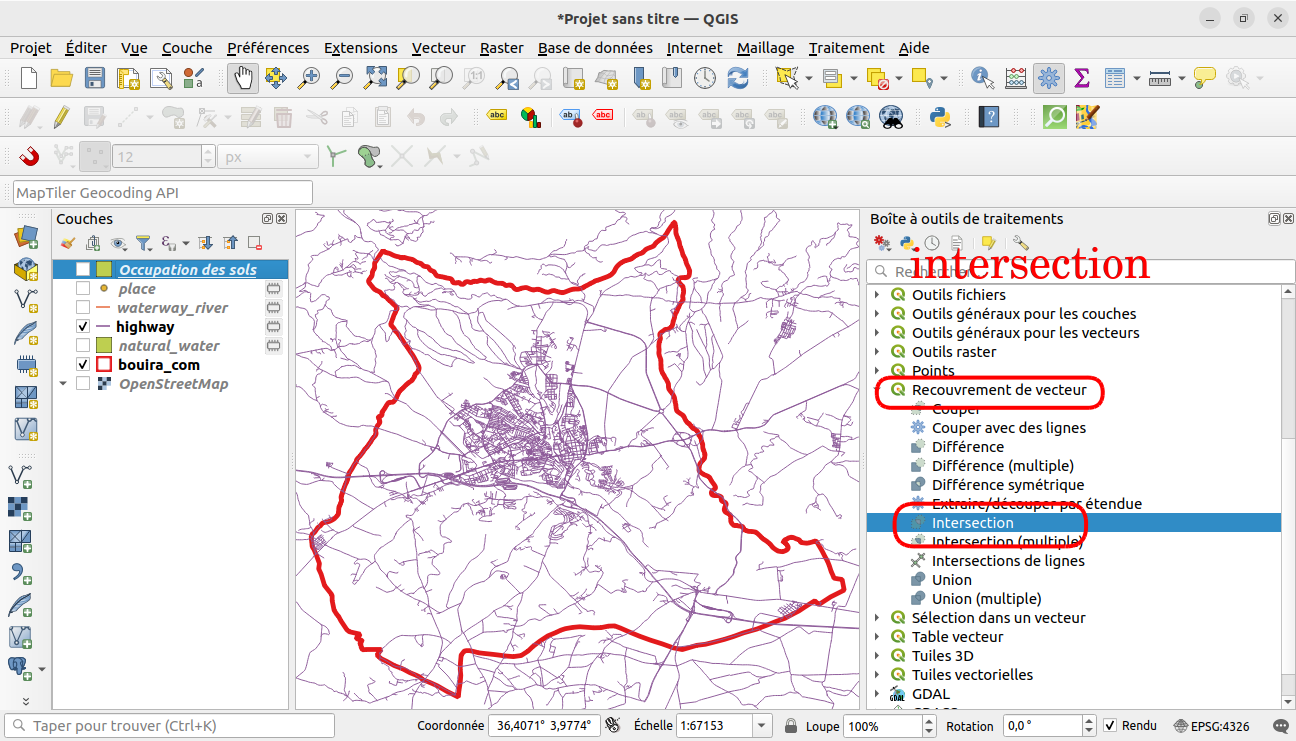 *Projet sans titre — QGIS
Projet Éditer Vue Couche Préférences Extensions Vecteur Raster Base de données Internet Maillage Traitement Aide
abc abc abc
12 px
MapTiler Geocoding API
Couches
Occupation des sols
place
waterway_river
highway
natural_water
bouira_com
OpenStreetMap
Boîte à outils de traitements
intersection
Rechercher
Outils fichiers
Outils généraux pour les couches
Outils généraux pour les vecteurs
Outils raster
Points
Recouvrement de vecteur
Couper
Couper avec des lignes
Différence
Différence (multiple)
Différence symétrique
Extraire/découper par étendue
Intersection
Intersection (multiple)
Intersections de lignes
Union
Union (multiple)
Sélection dans un vecteur
Table vecteur
Tuiles 3D
Tuiles vectorielles
GDAL
Taper pour trouver (Ctrl+K) Coordonnée 36,4071° 3,9774° Échelle 1:67153 Loupe 100% Rotation 0,0 ° Rendu EPSG:4326